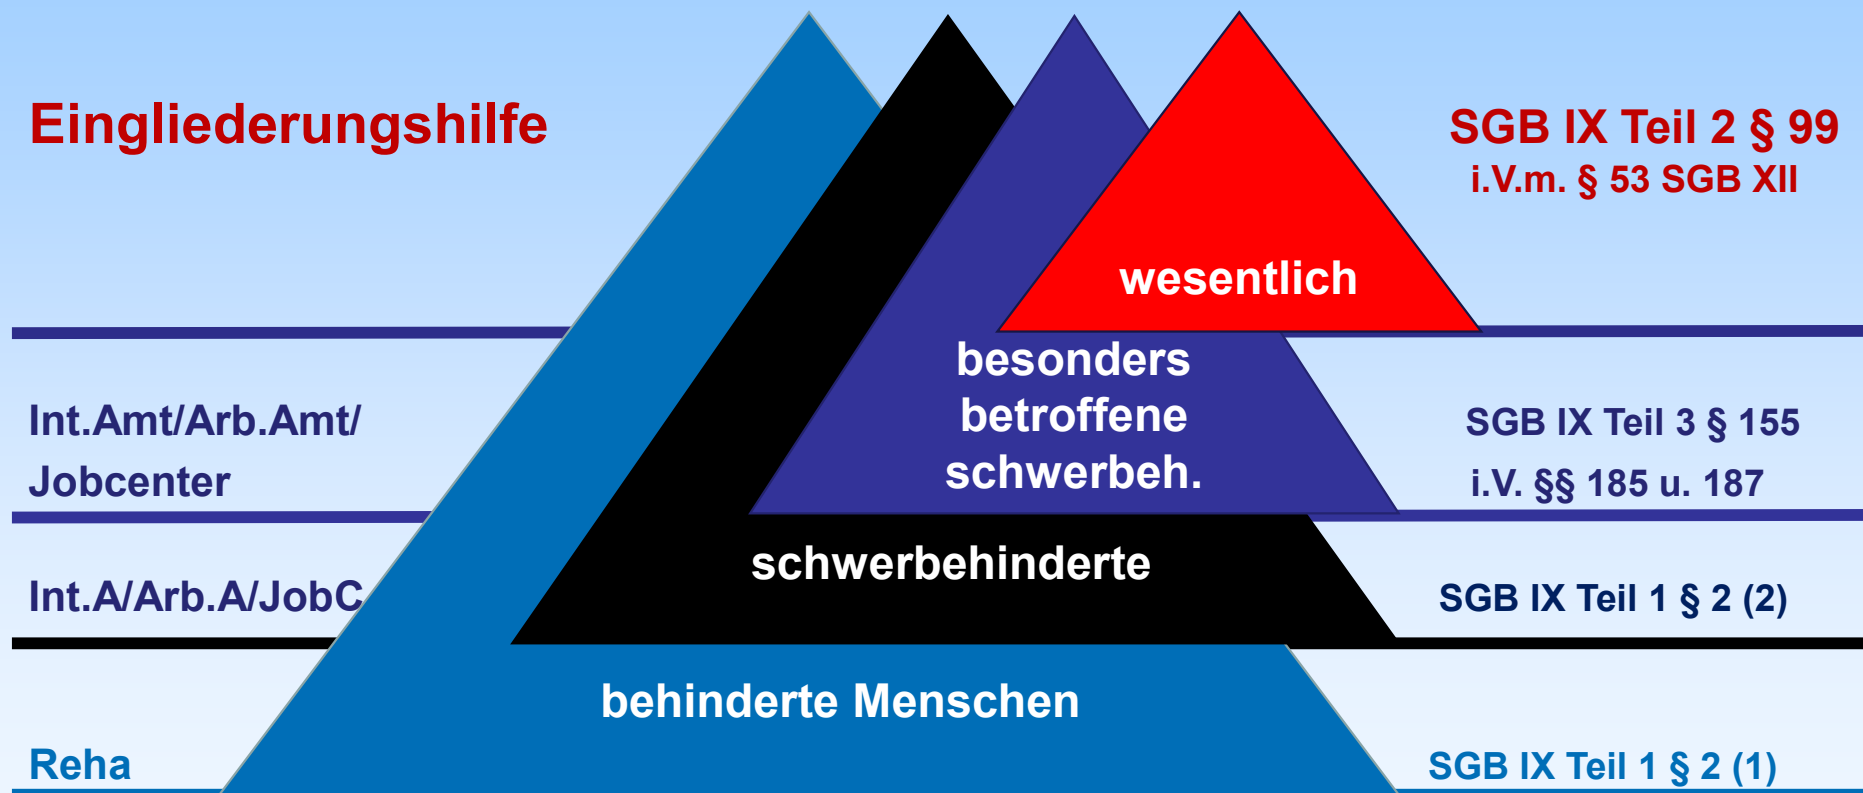 Eingliederungshilfe
SGB IX Teil 2 § 99
i.V.m. § 53 SGB XII
wesentlich
besonders
betroffene
schwerbeh.
Int.Amt/Arb.Amt/
Jobcenter
SGB IX Teil 3 § 155
i.V. §§ 185 u. 187
schwerbehinderte
Int.A/Arb.A/JobC
SGB IX Teil 1 § 2 (2)
behinderte Menschen
Reha
SGB IX Teil 1 § 2 (1)